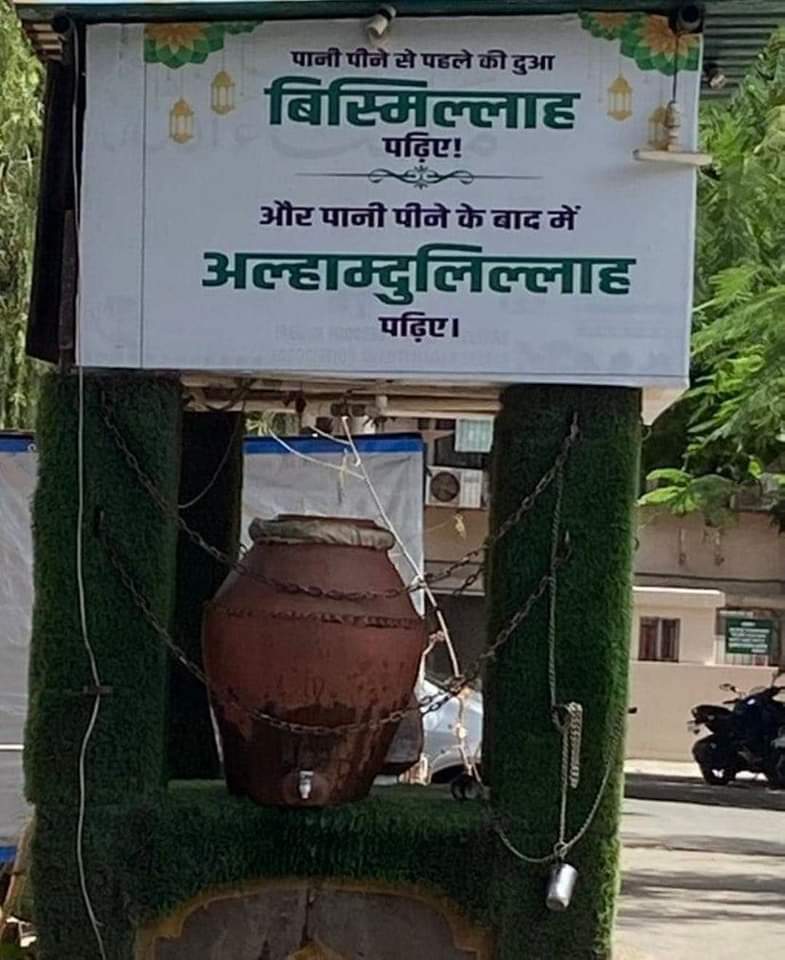 पानी पीने से पहले की दुआ
बिस्मिल्लाह
पढ़िए!
और पानी पीने के बाद में
अल्हाम्दुलिल्लाह
पढ़िए।